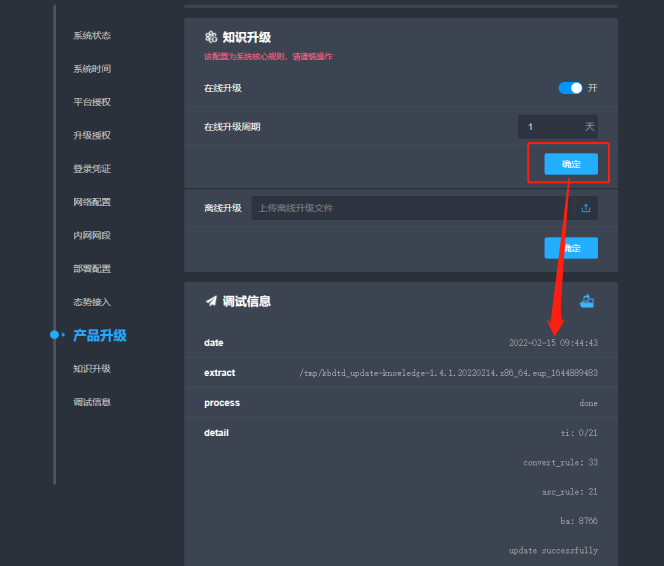 系统状态
系统时间
平台授权
升级授权
登录凭证
网络配置
内网网段
部署配置
态势接入
产品升级
知识升级
调试信息
知识升级
该配置为系统核心规则，请谨慎操作
在线升级
开
在线升级周期
1 天
确定
离线升级 上传离线升级文件
确定
调试信息
date 2022-02-15 09:44:43
extract /tmp/kbdtd_update-knowledge-1.4.1.20220214.x86_64.eup_1644889483
process done
detail ti: 0/21
convert_rule: 33
asc_rule: 21
ba: 8766
update successfully